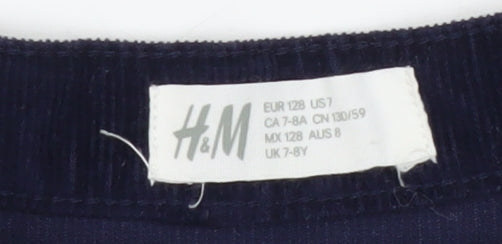 H&M
EUR 128 US 7
CA 7-8A CN 130/59
MX 128 AUS 8
UK 7-8Y